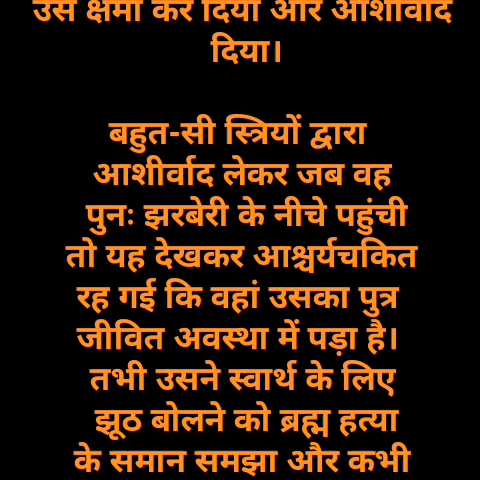 उसे क्षमा कर दिया और आशीर्वाद
दिया।
बहुत-सी स्त्रियों द्वारा
आशीर्वाद लेकर जब वह
पुनः झरबेरी के नीचे पहुंची
तो यह देखकर आश्चर्यचकित
रह गई कि वहां उसका पुत्र
जीवित अवस्था में पड़ा है।
तभी उसने स्वार्थ के लिए
झूठ बोलने को ब्रह्म हत्या
के समान समझा और कभी